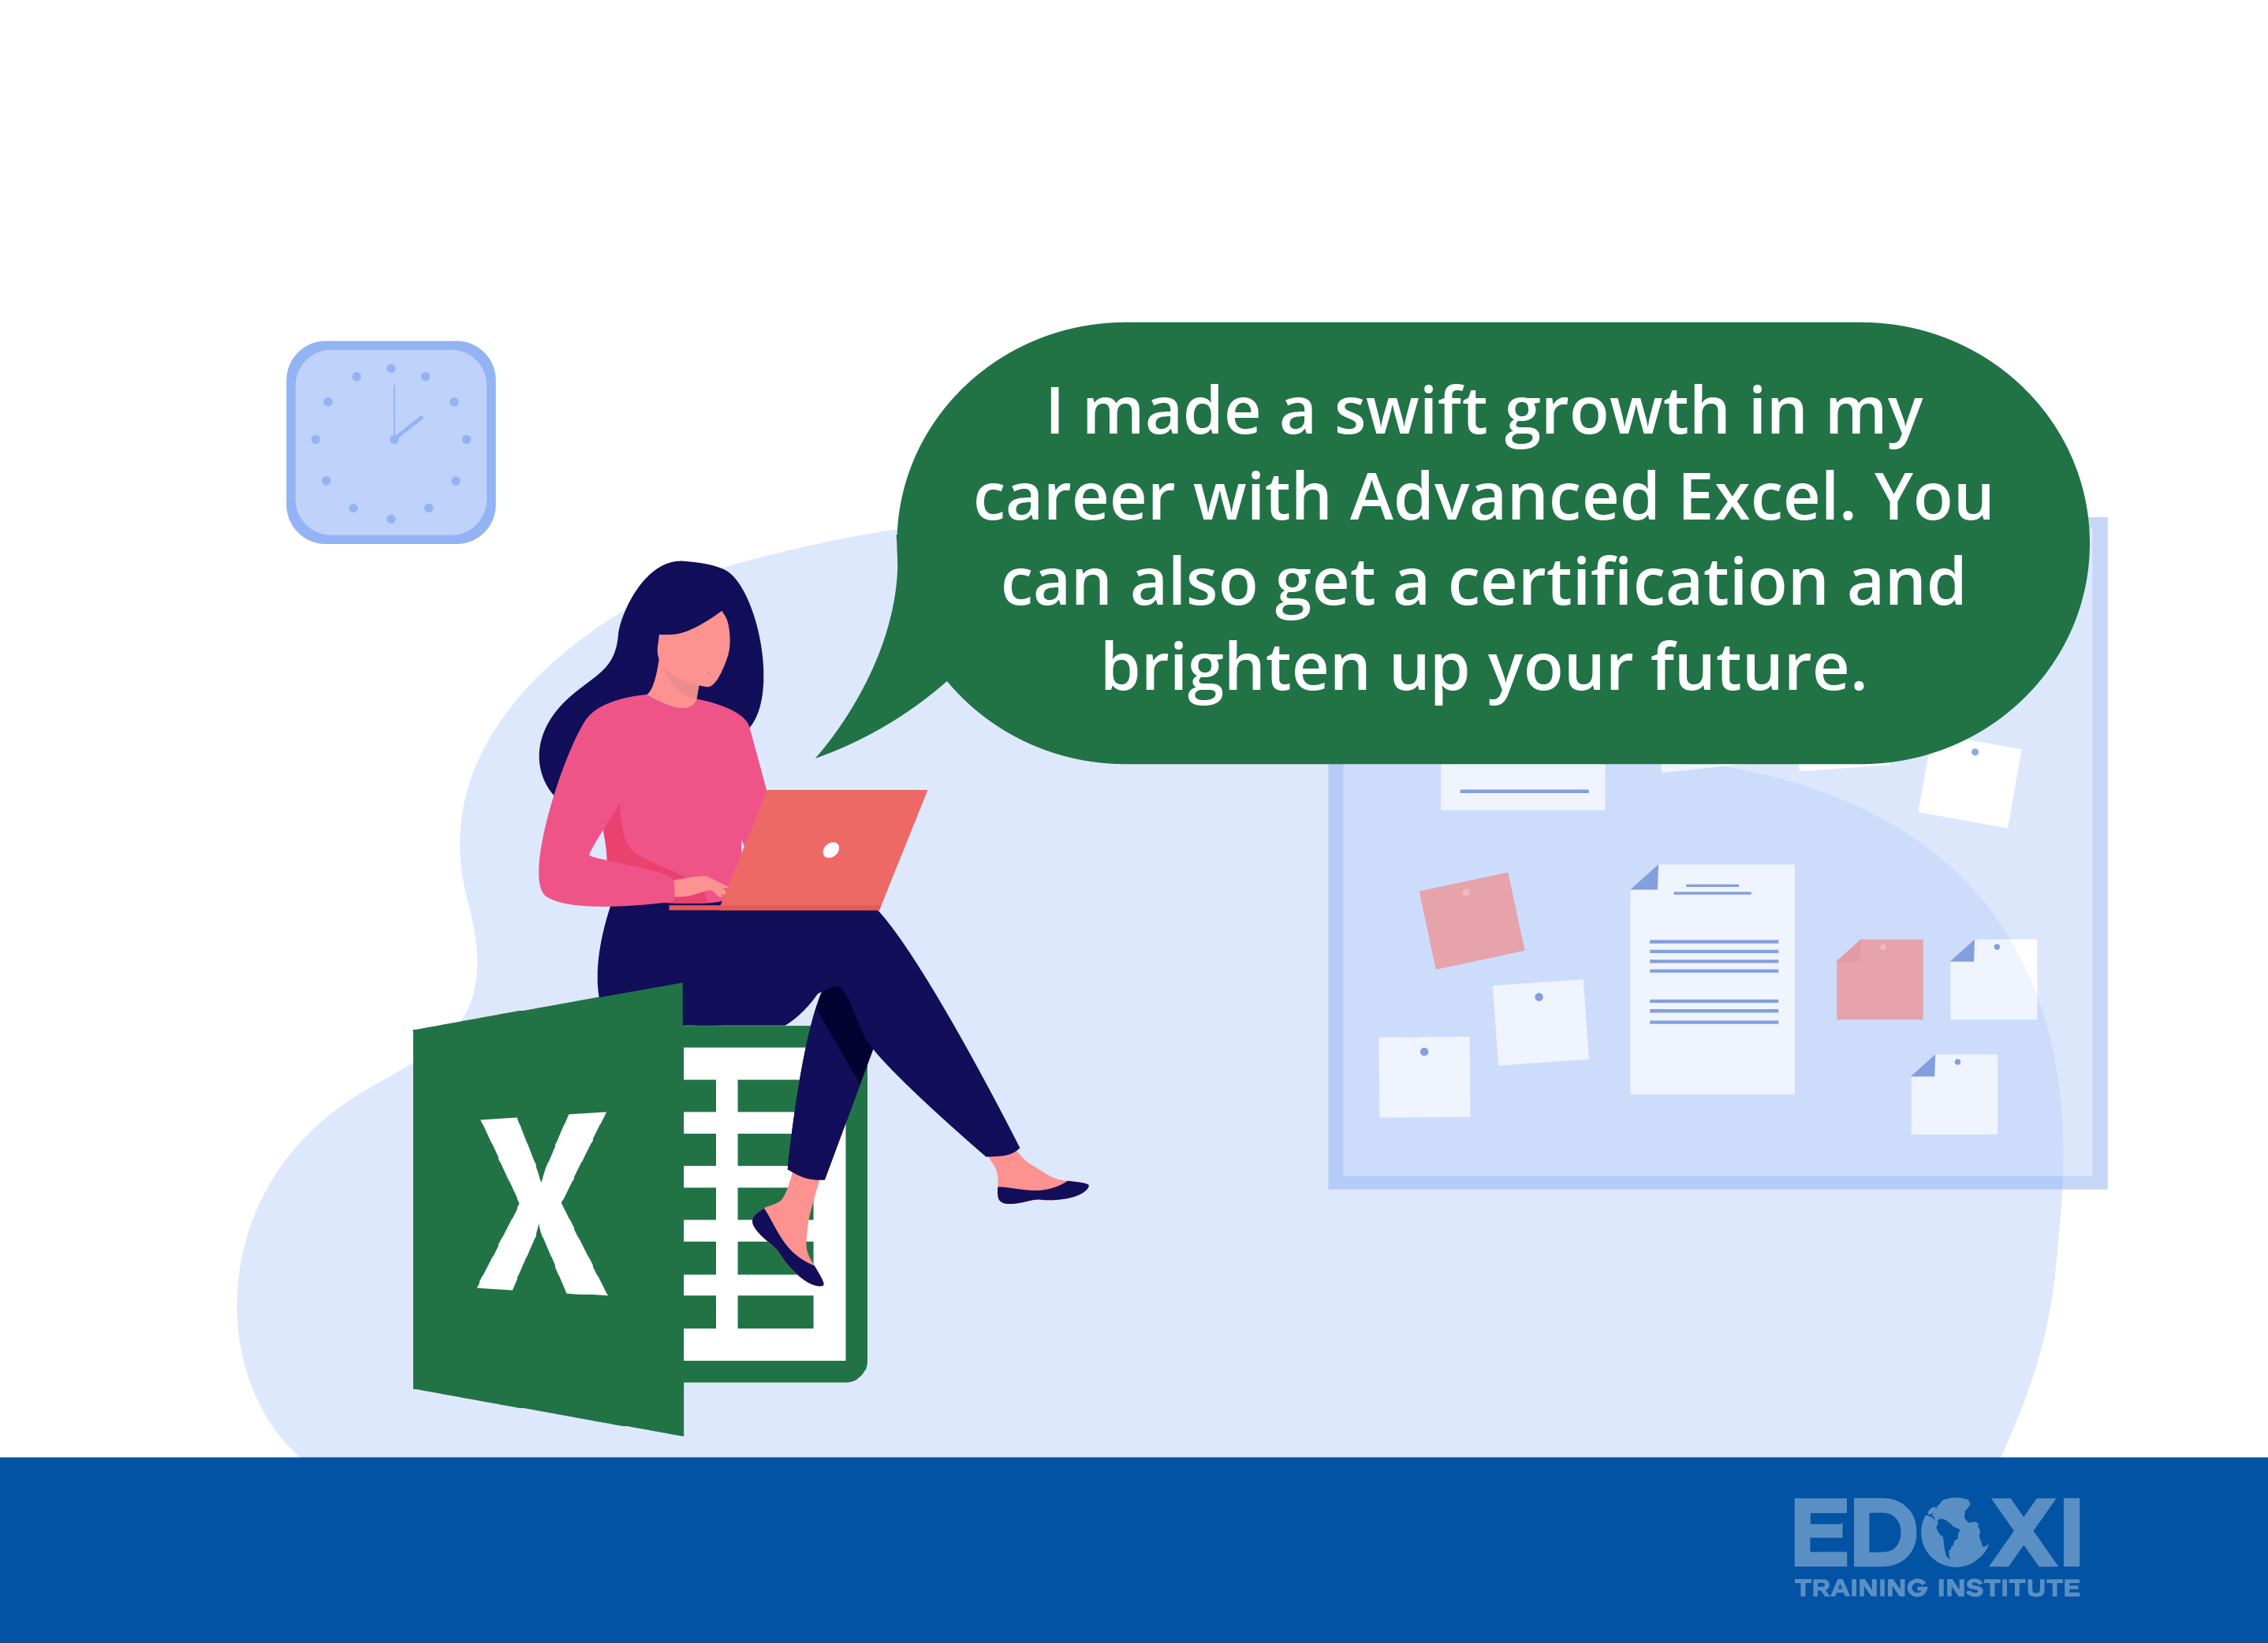 I made a swift growth in my
career with Advanced Excel. You
can also get a certification and
brighten up your future.
X
EDOXI
TRAINING INSTITUTE